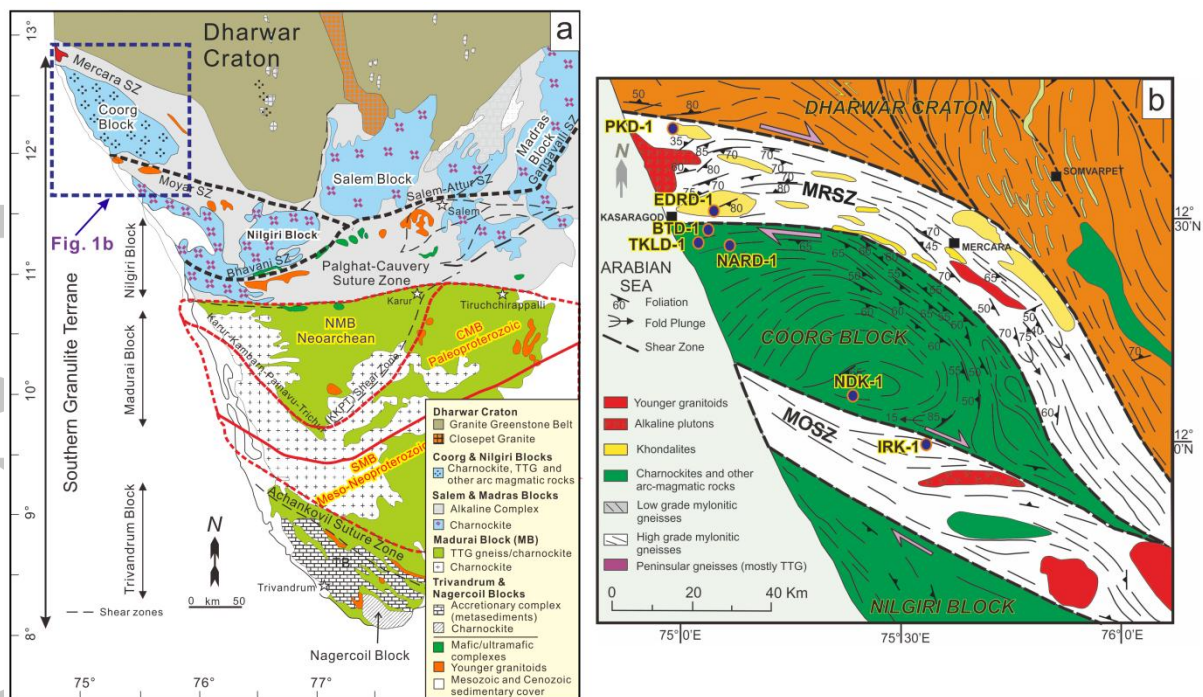 a
13°
12°
11°
10°
9°
8°
75°
76°
77°
Dharwar
Craton
Mercara SZ
Coorg
Block
Moyar SZ
Fig. 1b
Nilgiri Block
Bhavani SZ
Salem Block
Madras
Block
Gangavalli SZ
Salem-Attur SZ
Salem
Palghat-Cauvery
Suture Zone
Karur
Tiruchchirappalli
NMB
Neoarchean
CMB
Paleoproterozoic
(KKPT) Shear Zone
SMB
Meso-Neoproterozoic
Achankovil Suture Zone
TB
Trivandrum
Nagercoil Block
Southern Granulite Terrane
Nilgiri Block
Madurai Block
Trivandrum Block
N
0 km 50
Shear zones
Dharwar Craton
Granite Greenstone Belt
Closepet Granite
Coorg & Nilgiri Blocks
Charnockite, TTG and
other arc magmatic rocks
Salem & Madras Blocks
Alkaline Complex
Charnockite
Madurai Block (MB)
TTG gneiss/charnockite
Charnockite
Trivandrum &
Nagercoil Blocks
Accretionary complex
(metasediments)
Charnockite
Mafic/ultramafic
complexes
Younger granitoids
Mesozoic and Cenozoic
sedimentary cover
b
DHARWAR CRATON
PKD-1
N
EDRD-1
MRSZ
SOMVARPET
KASARAGOD
BTD-1
TKLD-1
NARD-1
MERCARA
12°
30'N
ARABIAN
SEA
60
Foliation
Fold Plunge
Shear Zone
COORG BLOCK
NDK-1
MOSZ
IRK-1
12°
0'N
Younger granitoids
Alkaline plutons
Khondalites
Charnockites and other
arc-magmatic rocks
Low grade mylonitic
gneisses
High grade mylonitic
gneisses
Peninsular gneisses (mostly TTG)
0 20 40 Km
NILGIRI BLOCK
75°0'E
75°30'E
76°0'E